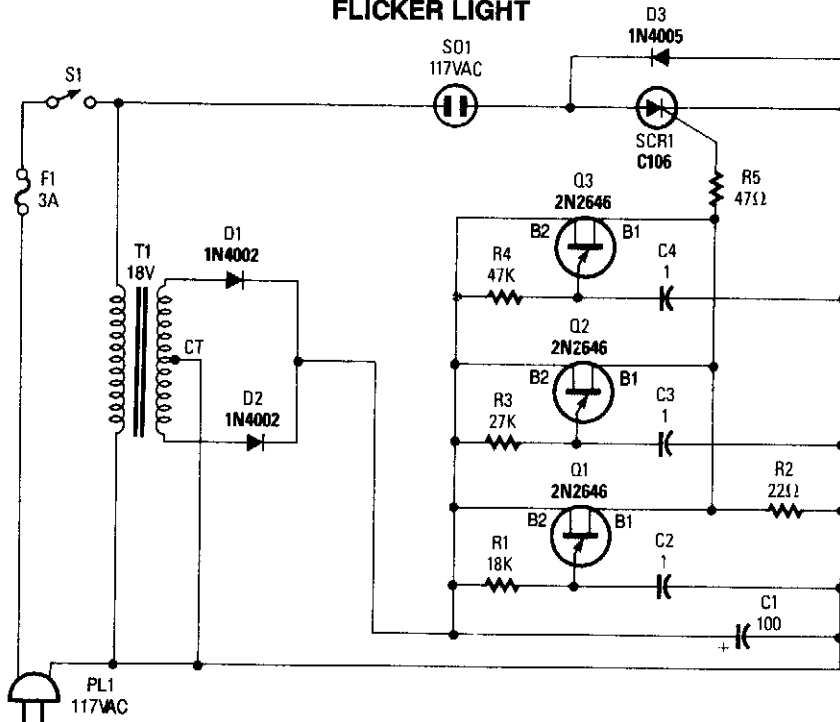 FLICKER LIGHT
D3
1N4005
SO1
117VAC
S1
SCR1
C106
F1
3A
R5
47Ω
Q3
2N2646
B2
B1
D1
1N4002
T1
18V
R4
47K
C4
1
CT
Q2
2N2646
B2
B1
D2
1N4002
R3
27K
C3
1
Q1
2N2646
R2
22Ω
B2
B1
R1
18K
C2
1
C1
100
+
PL1
117VAC